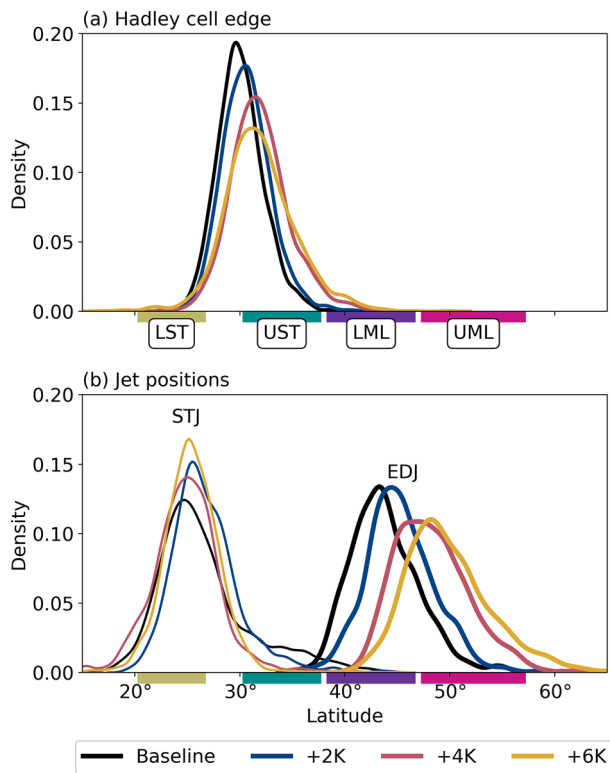 (a) Hadley cell edge
0.20
0.15
0.10
0.05
0.00
Density
LST
UST
LML
UML
(b) Jet positions
0.20
0.15
0.10
0.05
0.00
Density
STJ
EDJ
20° 30° 40° 50° 60°
Latitude
Baseline +2K +4K +6K